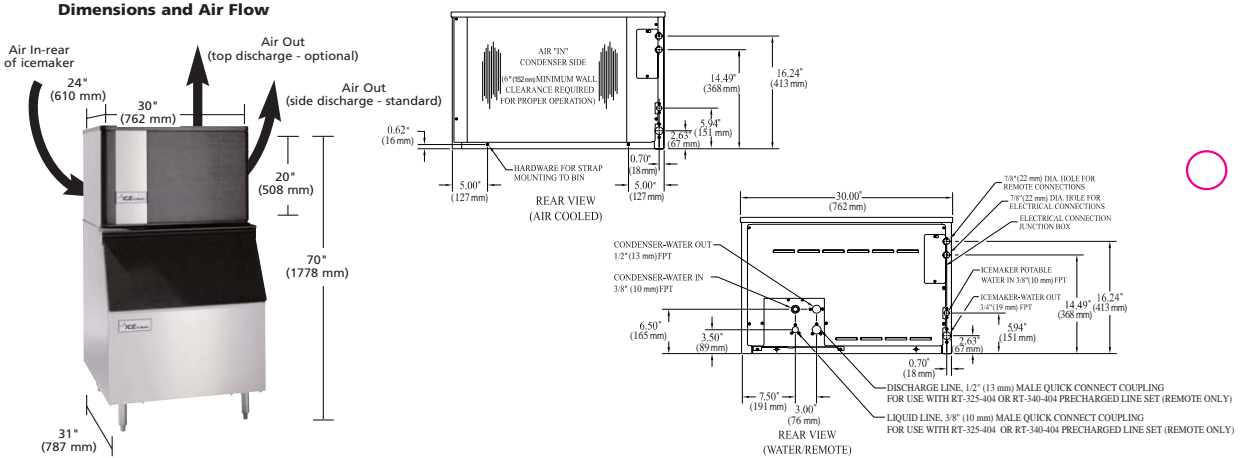 Dimensions and Air Flow
Air In-rear
of icemaker
Air Out
(top discharge - optional)
Air Out
(side discharge - standard)
24"
(610 mm)
30"
(762 mm)
20"
(508 mm)
70"
(1778 mm)
31"
(787 mm)
ICE
ICE
AIR "IN"
CONDENSER SIDE
(6"(152mm)MINIMUM WALL
CLEARANCE REQUIRED
FOR PROPER OPERATION)
16.24"
(413 mm)
14.49"
(368 mm)
5.94"
(151 mm)
2.63"
(67 mm)
0.62"
(16 mm)
0.70"
(18 mm)
HARDWARE FOR STRAP
MOUNTING TO BIN
5.00"
(127 mm)
5.00"
(127 mm)
REAR VIEW
(AIR COOLED)
30.00"
(762 mm)
7/8"(22 mm) DIA. HOLE FOR
REMOTE CONNECTIONS
7/8"(22 mm) DIA. HOLE FOR
ELECTRICAL CONNECTIONS
ELECTRICAL CONNECTION
JUNCTION BOX
CONDENSER-WATER OUT
1/2" (13 mm) FPT
CONDENSER-WATER IN
3/8" (10 mm) FPT
ICEMAKER POTABLE
WATER IN 3/8"(10 mm) FPT
ICEMAKER-WATER OUT
3/4"(19 mm) FPT
16.24"
(413 mm)
14.49"
(368 mm)
5.94"
(151 mm)
2.63"
(67 mm)
6.50"
(165 mm)
3.50"
(89 mm)
0.70"
(18 mm)
7.50"
(191 mm)
3.00"
(76 mm)
DISCHARGE LINE, 1/2" (13 mm) MALE QUICK CONNECT COUPLING
FOR USE WITH RT-325-404 OR RT-340-404 PRECHARGED LINE SET (REMOTE ONLY)
LIQUID LINE, 3/8" (10 mm) MALE QUICK CONNECT COUPLING
FOR USE WITH RT-325-404 OR RT-340-404 PRECHARGED LINE SET (REMOTE ONLY)
REAR VIEW
(WATER/REMOTE)